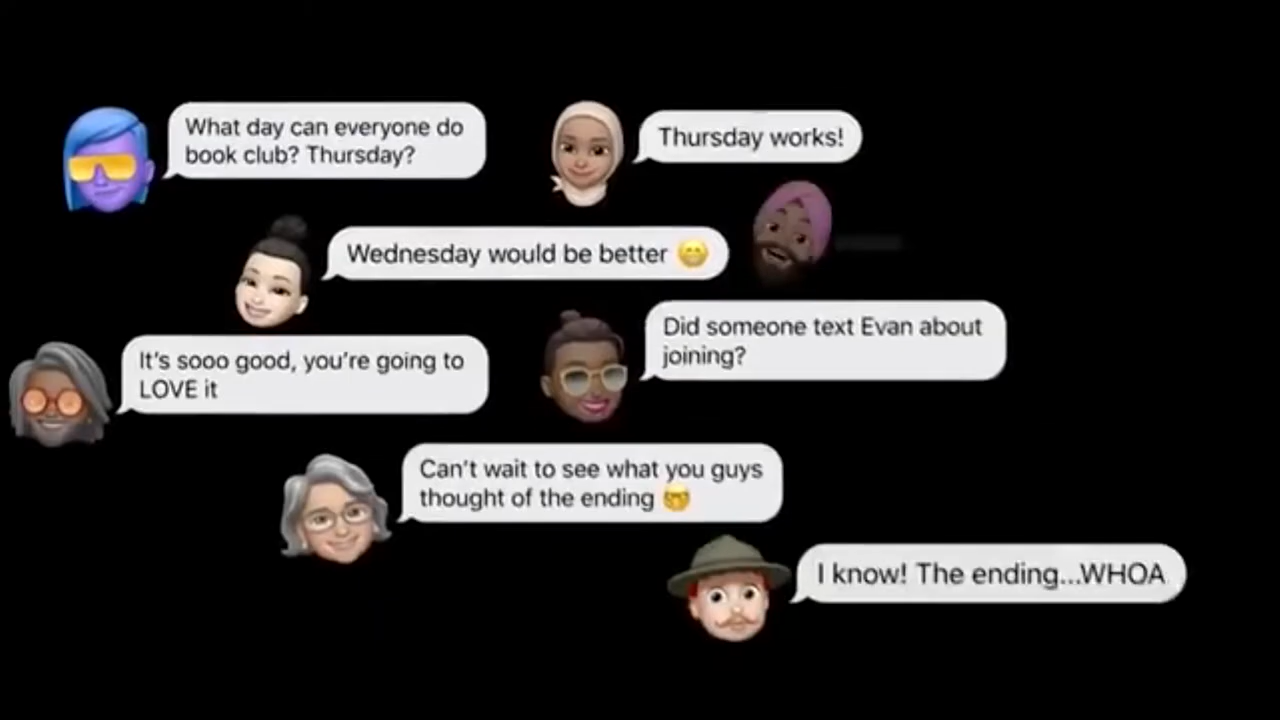 What day can everyone do
book club? Thursday?
Thursday works!
Wednesday would be better 😁
Did someone text Evan about
joining?
It's sooo good, you're going to
LOVE it
Can't wait to see what you guys
thought of the ending 🤓
I know! The ending...WHOA